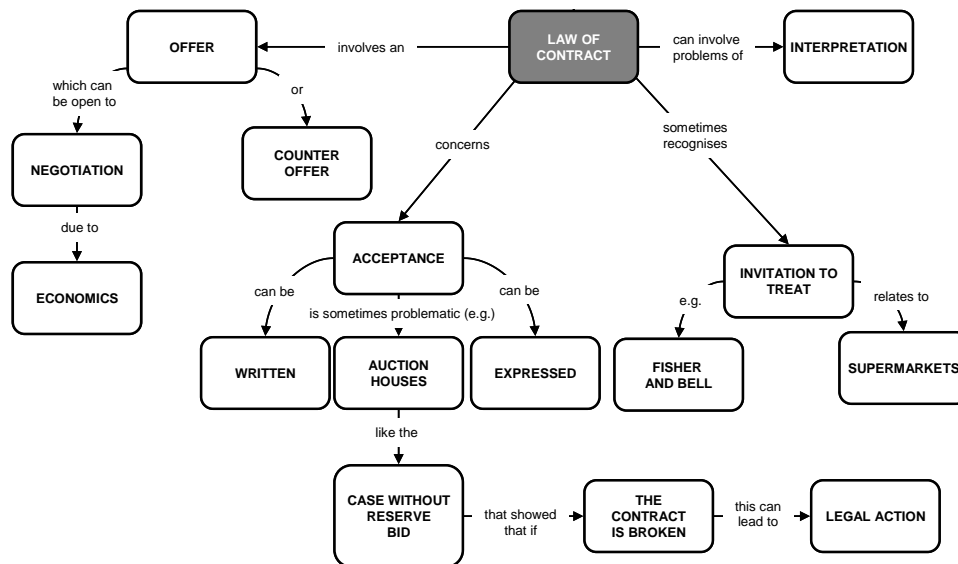 OFFER
involves an
LAW OF
CONTRACT
can involve
problems of
INTERPRETATION
which can
be open to
or
NEGOTIATION
COUNTER
OFFER
concerns
sometimes
recognises
due to
ECONOMICS
ACCEPTANCE
INVITATION TO
TREAT
can be
is sometimes problematic (e.g.)
can be
e.g.
relates to
WRITTEN
AUCTION
HOUSES
EXPRESSED
FISHER
AND BELL
SUPERMARKETS
like the
CASE WITHOUT
RESERVE
BID
that showed
that if
THE
CONTRACT
IS BROKEN
this can
lead to
LEGAL ACTION